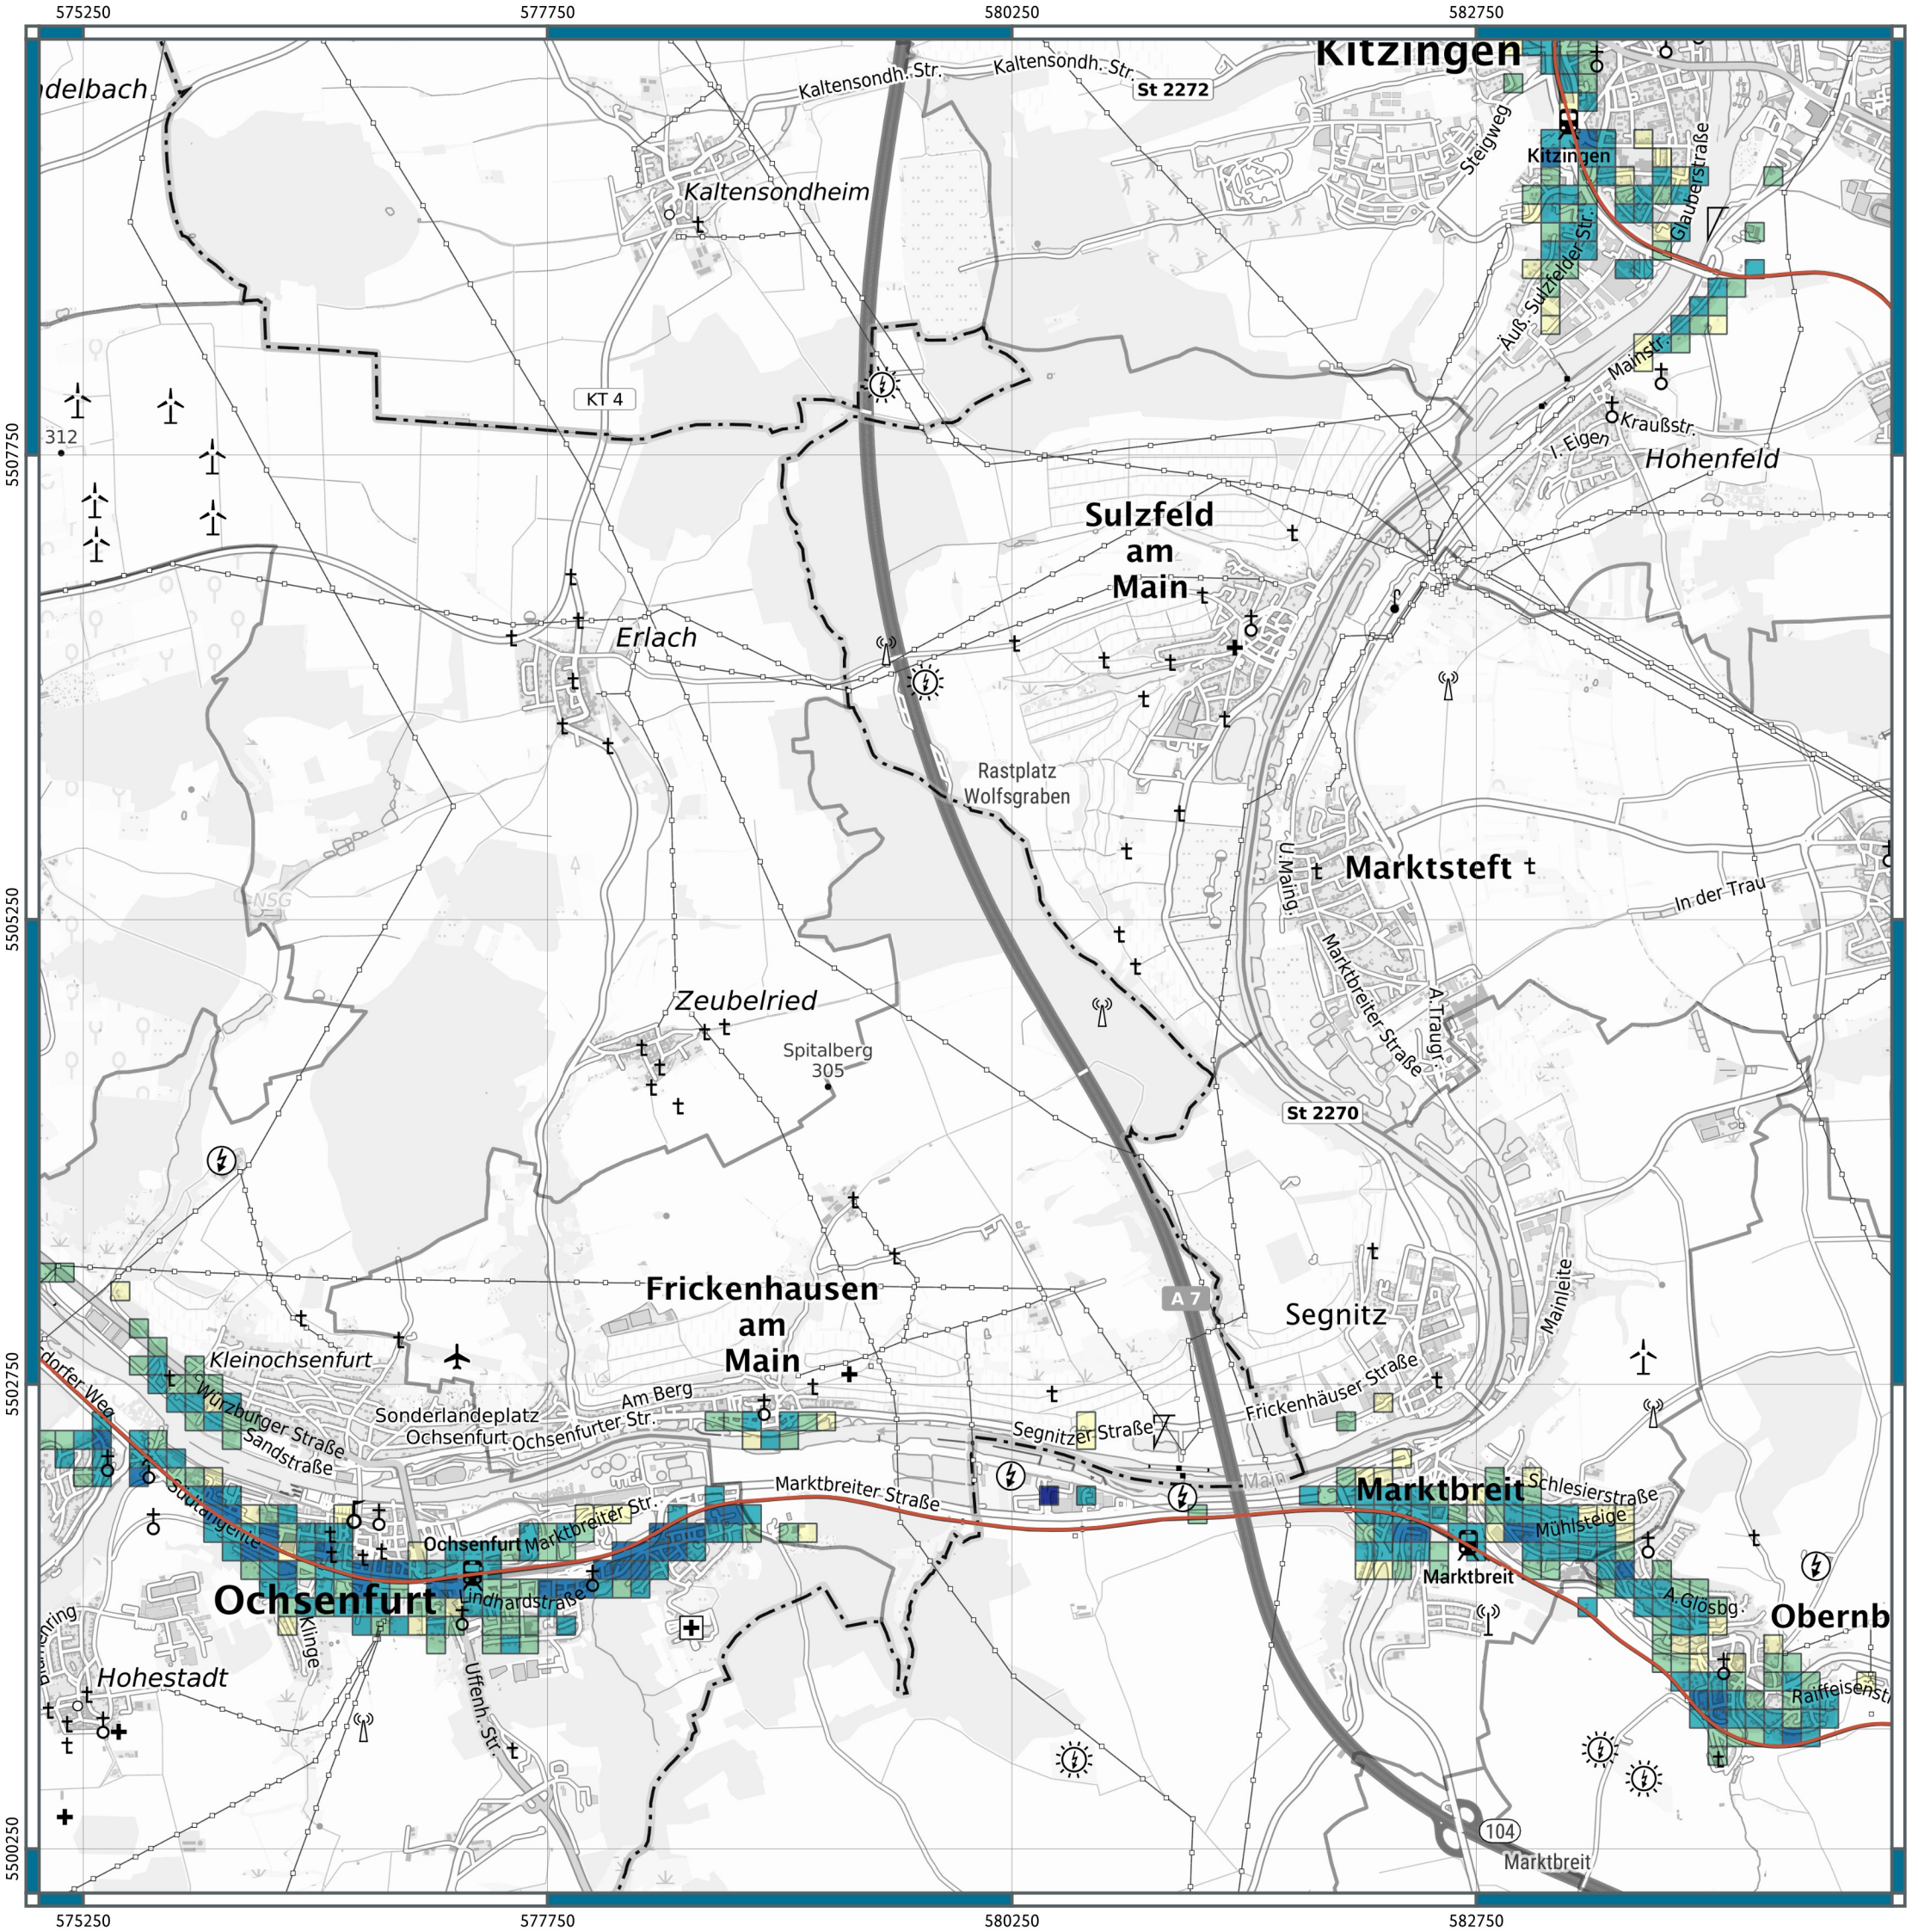 575250
577750
580250
582750
Kitzingen
Kaltensondh. Str.
Kaltensondh. Str.
St 2272
delbach
Steigweg
Kitzingen
Glauberstraße
Kaltensondheim
Äuß. Sulzfelder Str.
Mainstr.
KT 4
312
Kraußstr.
I. Eigen
Hohenfeld
5507750
Sulzfeld
am
Main
Erlach
Rastplatz
Wolfsgraben
U.Maing.
Marktsteft
In der Trau
NSG
5505250
Marktbreiter Straße
A.Traugr.
Zeubelried
Spitalberg
305
St 2270
Frickenhausen
am
Main
A 7
Segnitz
Mainleite
Kleinochsenfurt
5502750
dorfer Weg
Würzburger Straße
Sandstraße
Am Berg
Sonderlandeplatz
Ochsenfurt
Ochsenfurter Str.
Segnitzer Straße
Frickenhäuser Straße
Main
Marktbreiter Straße
Marktbreit
Schlesierstraße
Mühlsteige
Südtangente
Ochsenfurt
Marktbreiter Str.
Marktbreit
Ochsenfurt
Lindhardstraße
A.Glösbg.
Obernb
Klinge
Hohestadt
Uffenh. Str.
Raiffeisenstr
104
Marktbreit
5500250
575250
577750
580250
582750